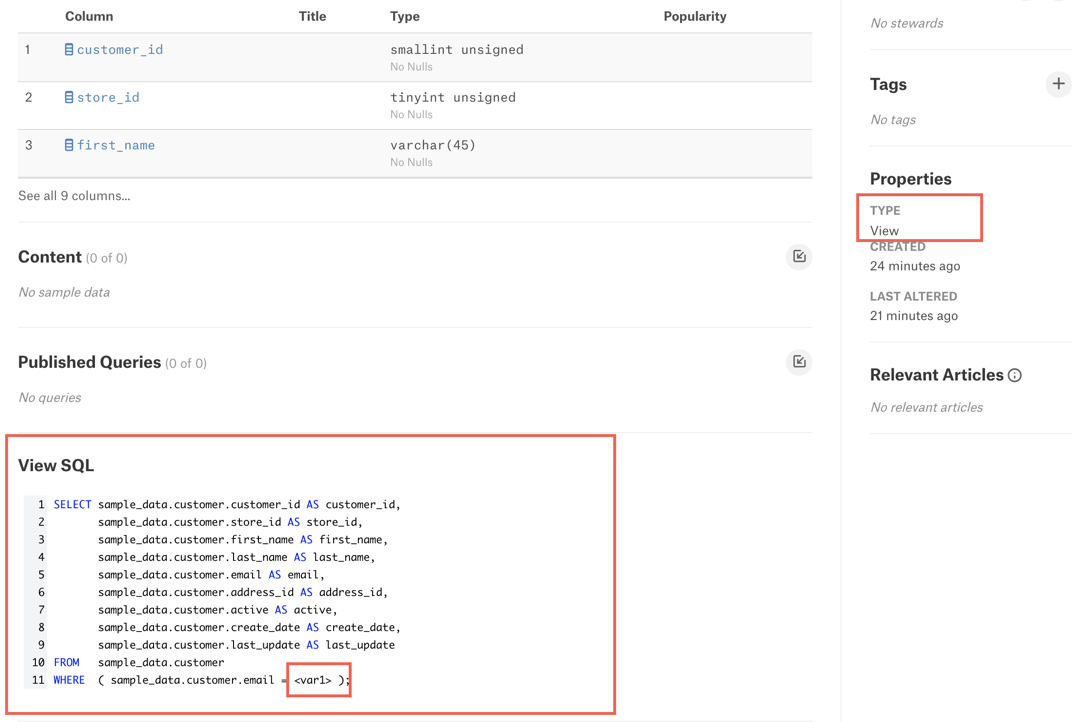 Column Title Type Popularity
1 customer_id smallint unsigned
No Nulls
2 store_id tinyint unsigned
No Nulls
3 first_name varchar(45)
No Nulls
See all 9 columns...
Content (0 of 0)
No sample data
Published Queries (0 of 0)
No queries
View SQL
1 SELECT sample_data.customer.customer_id AS customer_id,
2 sample_data.customer.store_id AS store_id,
3 sample_data.customer.first_name AS first_name,
4 sample_data.customer.last_name AS last_name,
5 sample_data.customer.email AS email,
6 sample_data.customer.address_id AS address_id,
7 sample_data.customer.active AS active,
8 sample_data.customer.create_date AS create_date,
9 sample_data.customer.last_update AS last_update
10 FROM sample_data.customer
11 WHERE ( sample_data.customer.email = <var1> );
No stewards
Tags
No tags
Properties
TYPE
View
CREATED
24 minutes ago
LAST ALTERED
21 minutes ago
Relevant Articles
No relevant articles